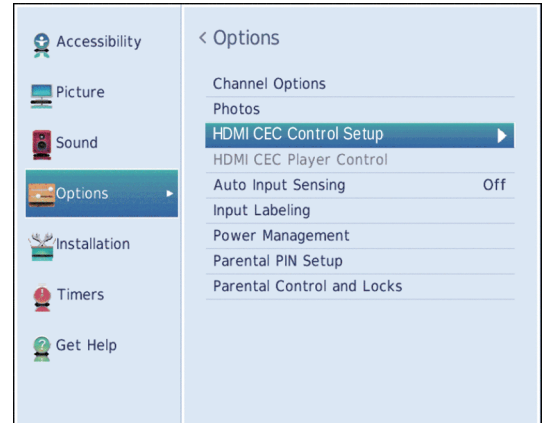 Accessibility
Picture
Sound
Options
Installation
Timers
Get Help
< Options
Channel Options
Photos
HDMI CEC Control Setup
HDMI CEC Player Control
Auto Input Sensing Off
Input Labeling
Power Management
Parental PIN Setup
Parental Control and Locks